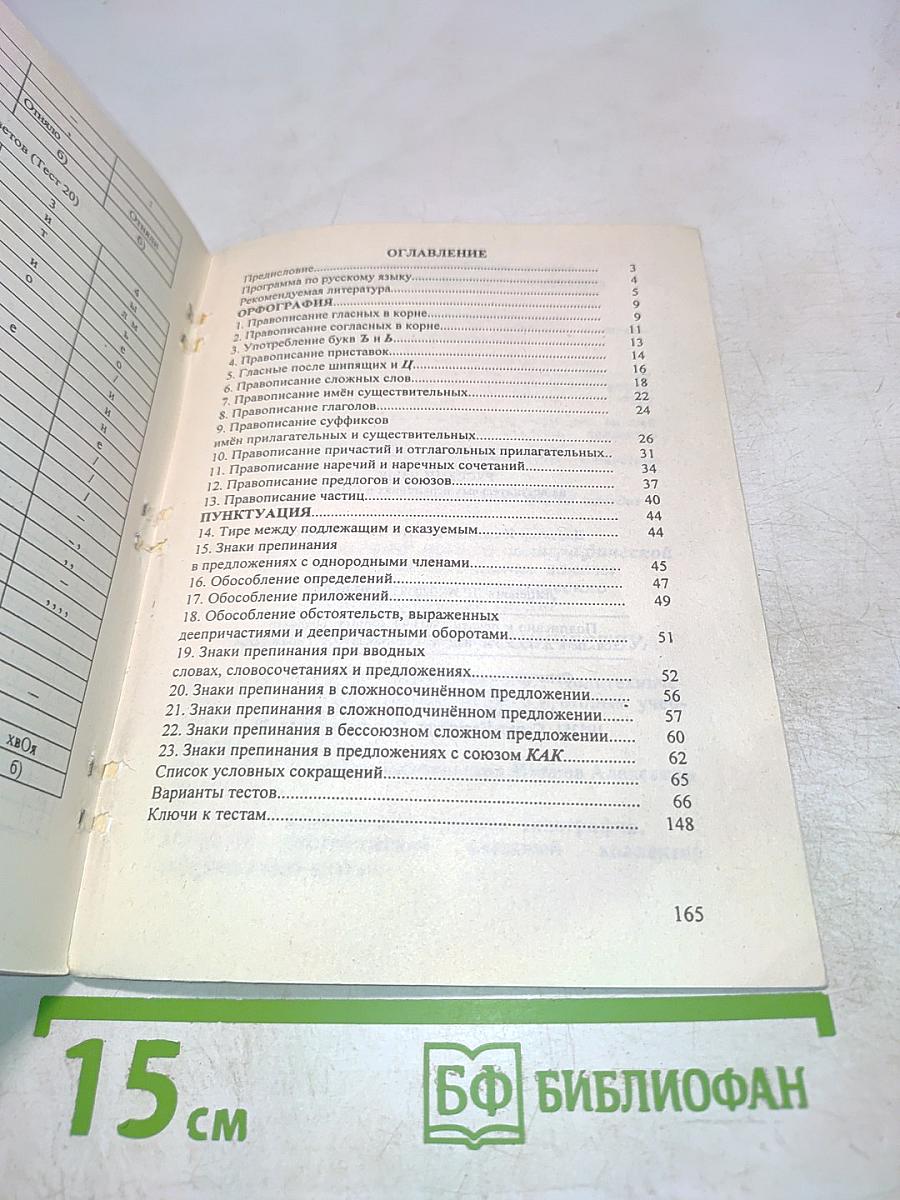 Отняло
б)
ветов (Тест 20)
Отняли
б)
хвОя
б)
ОГЛАВЛЕНИЕ
Предисловие 3
Программа по русскому языку 4
Рекомендуемая литература 5
ОРФОГРАФИЯ 9
1. Правописание гласных в корне 9
2. Правописание согласных в корне 11
3. Употребление букв Ъ и Ь 13
4. Правописание приставок 14
5. Гласные после шипящих и Ц 16
6. Правописание сложных слов 18
7. Правописание имён существительных 22
8. Правописание глаголов 24
9. Правописание суффиксов
имён прилагательных и существительных 26
10. Правописание причастий и отглагольных прилагательных 31
11. Правописание наречий и наречных сочетаний 34
12. Правописание предлогов и союзов 37
13. Правописание частиц 40
ПУНКТУАЦИЯ 44
14. Тире между подлежащим и сказуемым 44
15. Знаки препинания
в предложениях с однородными членами 45
16. Обособление определений 47
17. Обособление приложений 49
18. Обособление обстоятельств, выраженных
деепричастиями и деепричастными оборотами 51
19. Знаки препинания при вводных
словах, словосочетаниях и предложениях 52
20. Знаки препинания в сложносочинённом предложении 56
21. Знаки препинания в сложноподчинённом предложении 57
22. Знаки препинания в бессоюзном сложном предложении 60
23. Знаки препинания в предложениях с союзом КАК 62
Список условных сокращений 65
Варианты тестов 66
Ключи к тестам 148
165
15 см
БФ БИБЛИОФАН